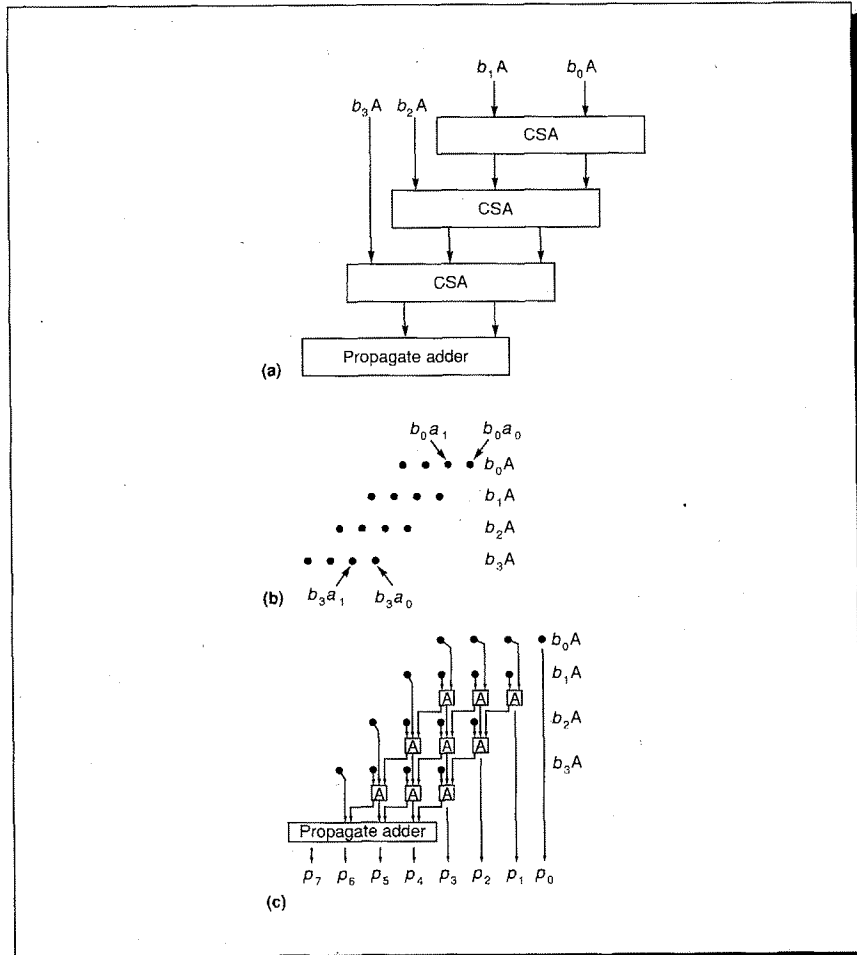 b₁A b₀A
b₃A b₂A
CSA
CSA
CSA
Propagate adder
(a)
b₀a₁ b₀a₀
b₀A
b₁A
b₂A
b₃A
(b) b₃a₁ b₃a₀
b₀A
b₁A
A A A
b₂A
A A A
b₃A
A A A
Propagate adder
p₇ p₆ p₅ p₄ p₃ p₂ p₁ p₀
(c)